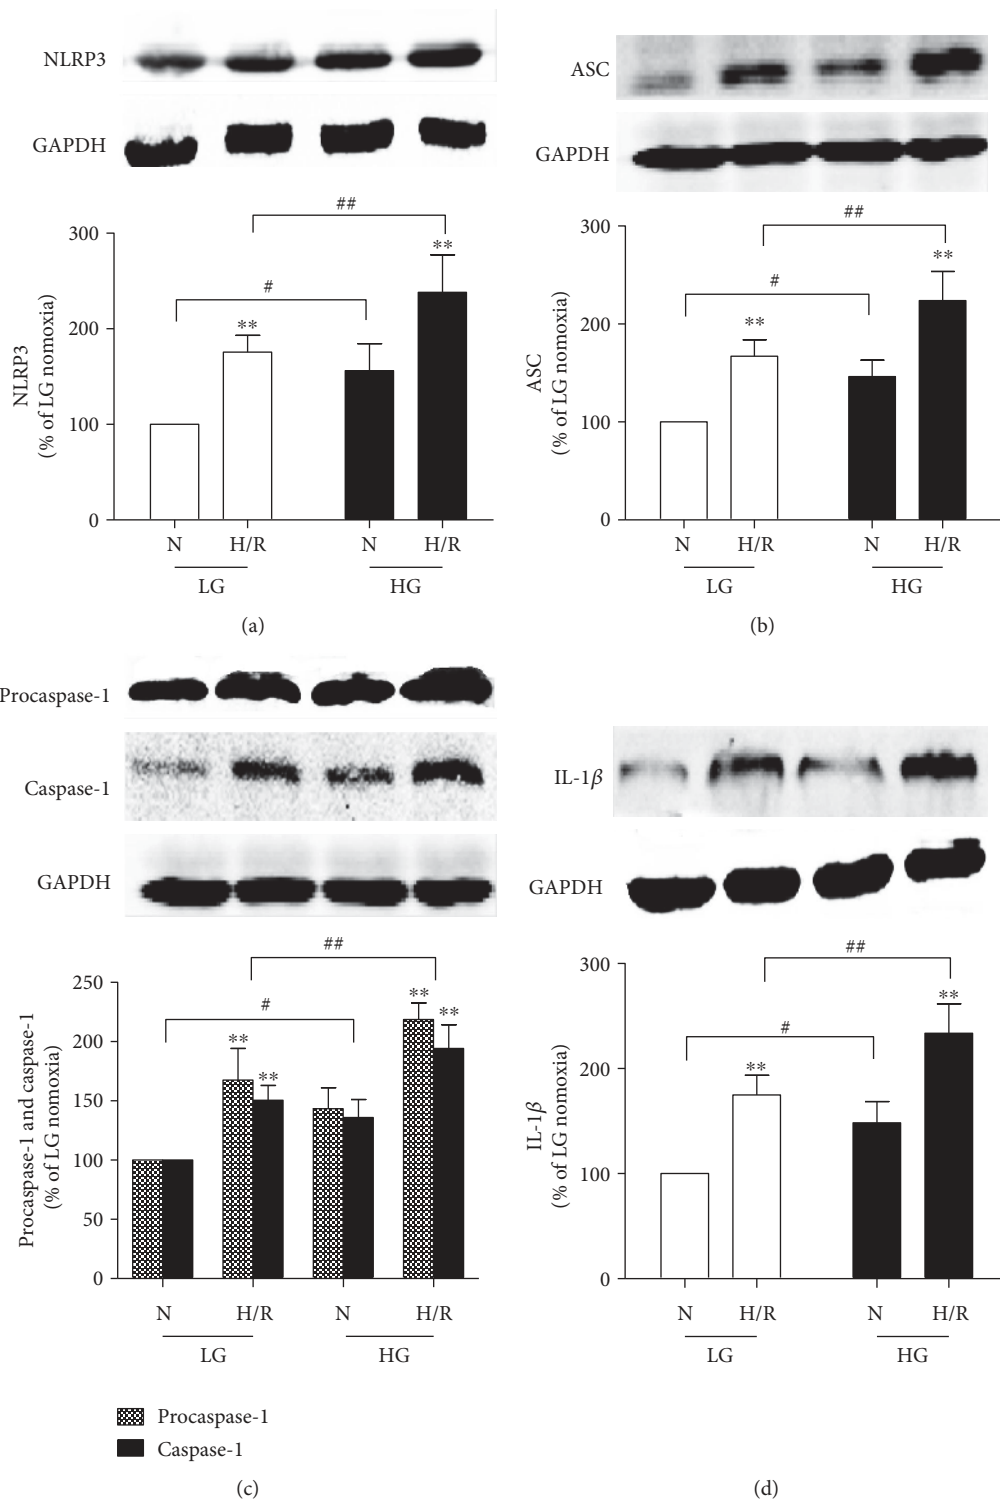 NLRP3
GAPDH
##
300
**
#
**
200
100
0
NLRP3
(% of LG nomoxia)
N H/R N H/R
LG HG
(a)
ASC
GAPDH
##
300
**
#
**
200
100
0
ASC
(% of LG nomoxia)
N H/R N H/R
LG HG
(b)
Procaspase-1
Caspase-1
GAPDH
##
250
**
**
#
200
**
**
150
100
50
0
Procaspase-1 and caspase-1
(% of LG nomoxia)
N H/R N H/R
LG HG
Procaspase-1
Caspase-1
(c)
IL-1β
GAPDH
##
300
**
#
200
**
100
0
IL-1β
(% of LG nomoxia)
N H/R N H/R
LG HG
(d)